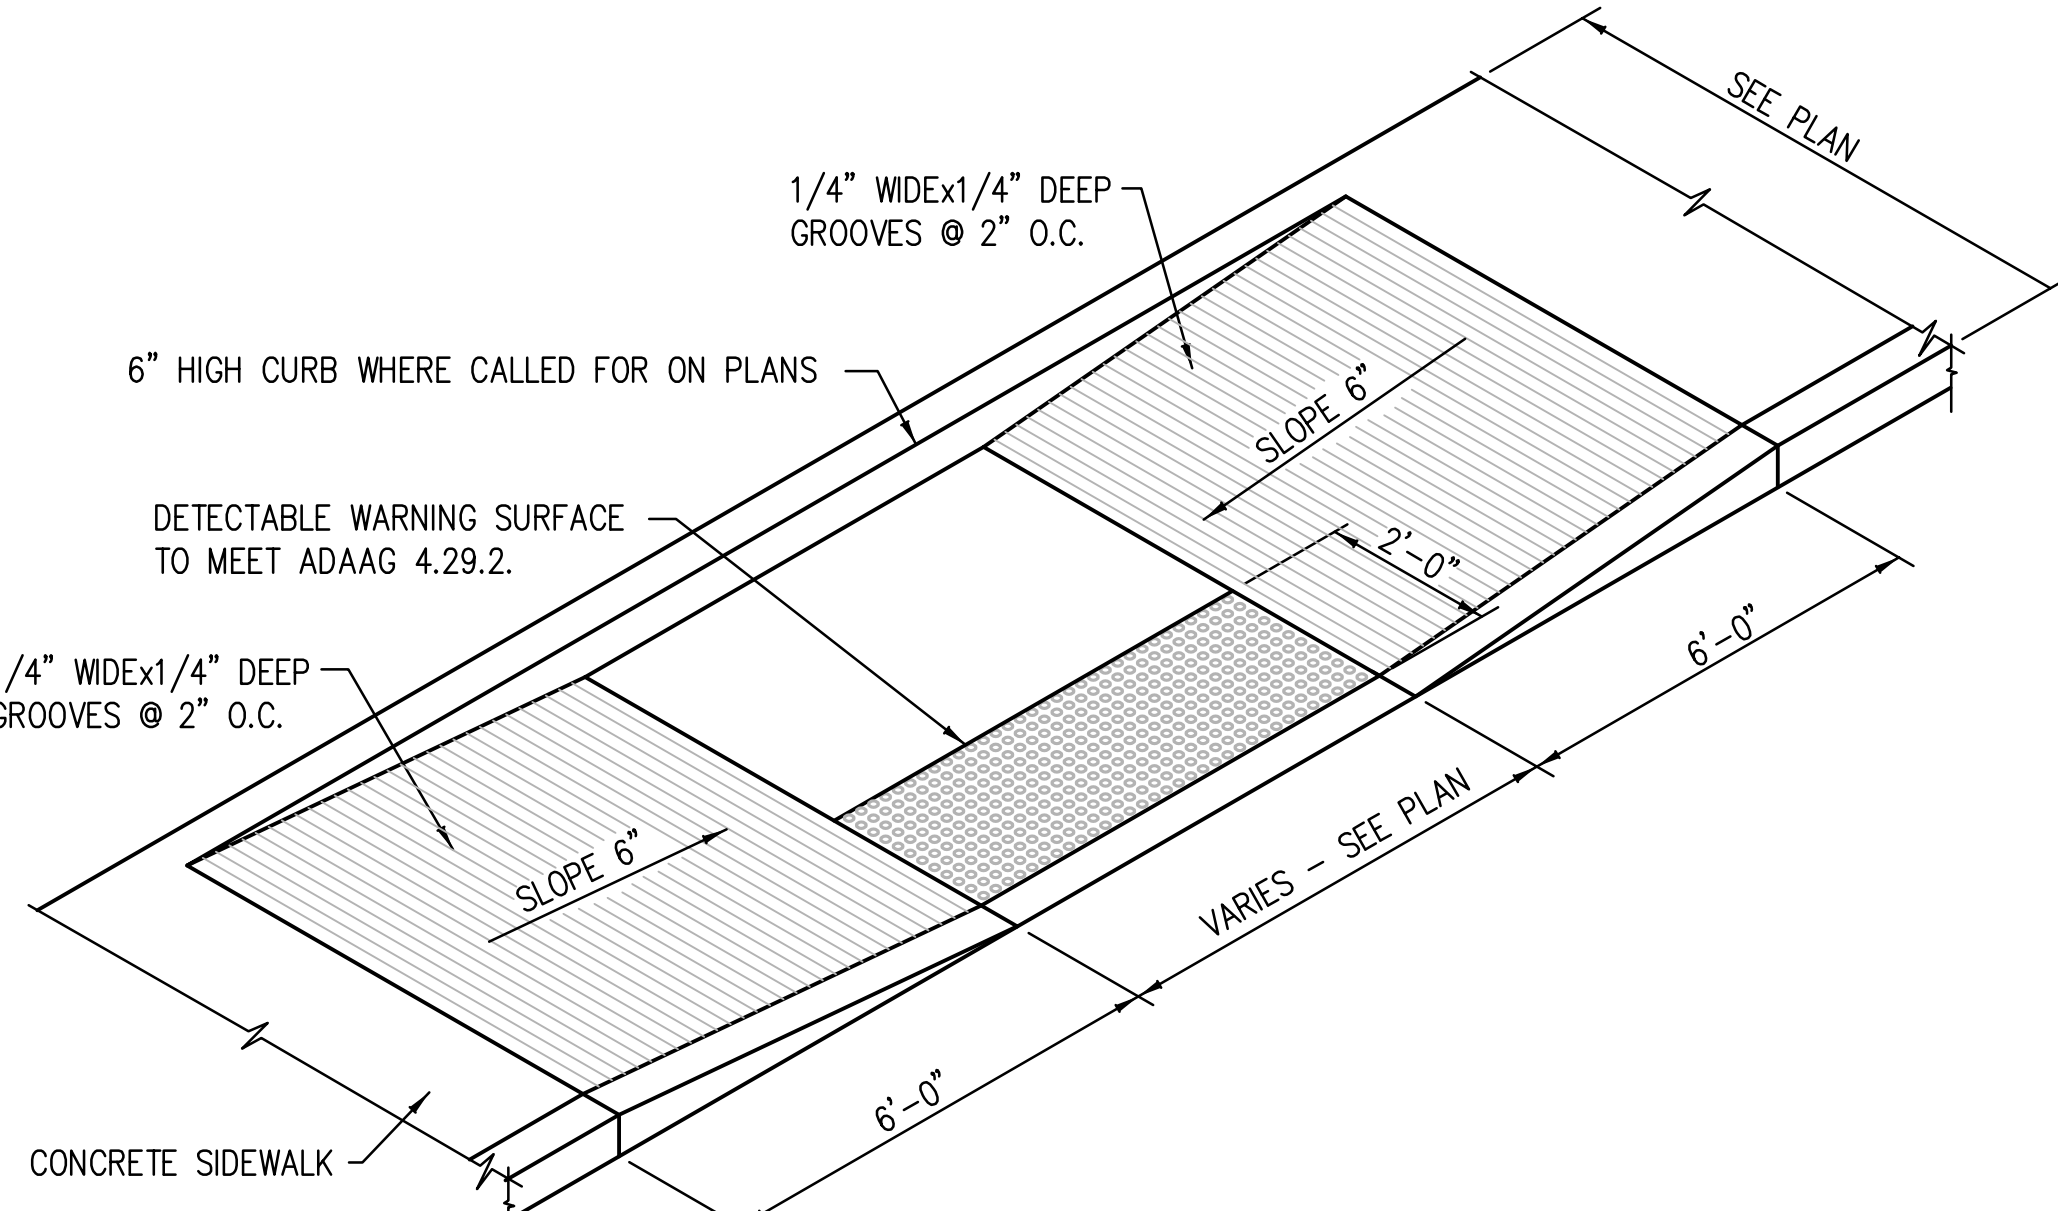 SEE PLAN
1/4" WIDEx1/4" DEEP
GROOVES @ 2" O.C.
6" HIGH CURB WHERE CALLED FOR ON PLANS
SLOPE 6"
DETECTABLE WARNING SURFACE
TO MEET ADAAG 4.29.2.
2'-0"
6'-0"
/4" WIDEx1/4" DEEP
GROOVES @ 2" O.C.
SLOPE 6"
VARIES - SEE PLAN
6'-0"
CONCRETE SIDEWALK